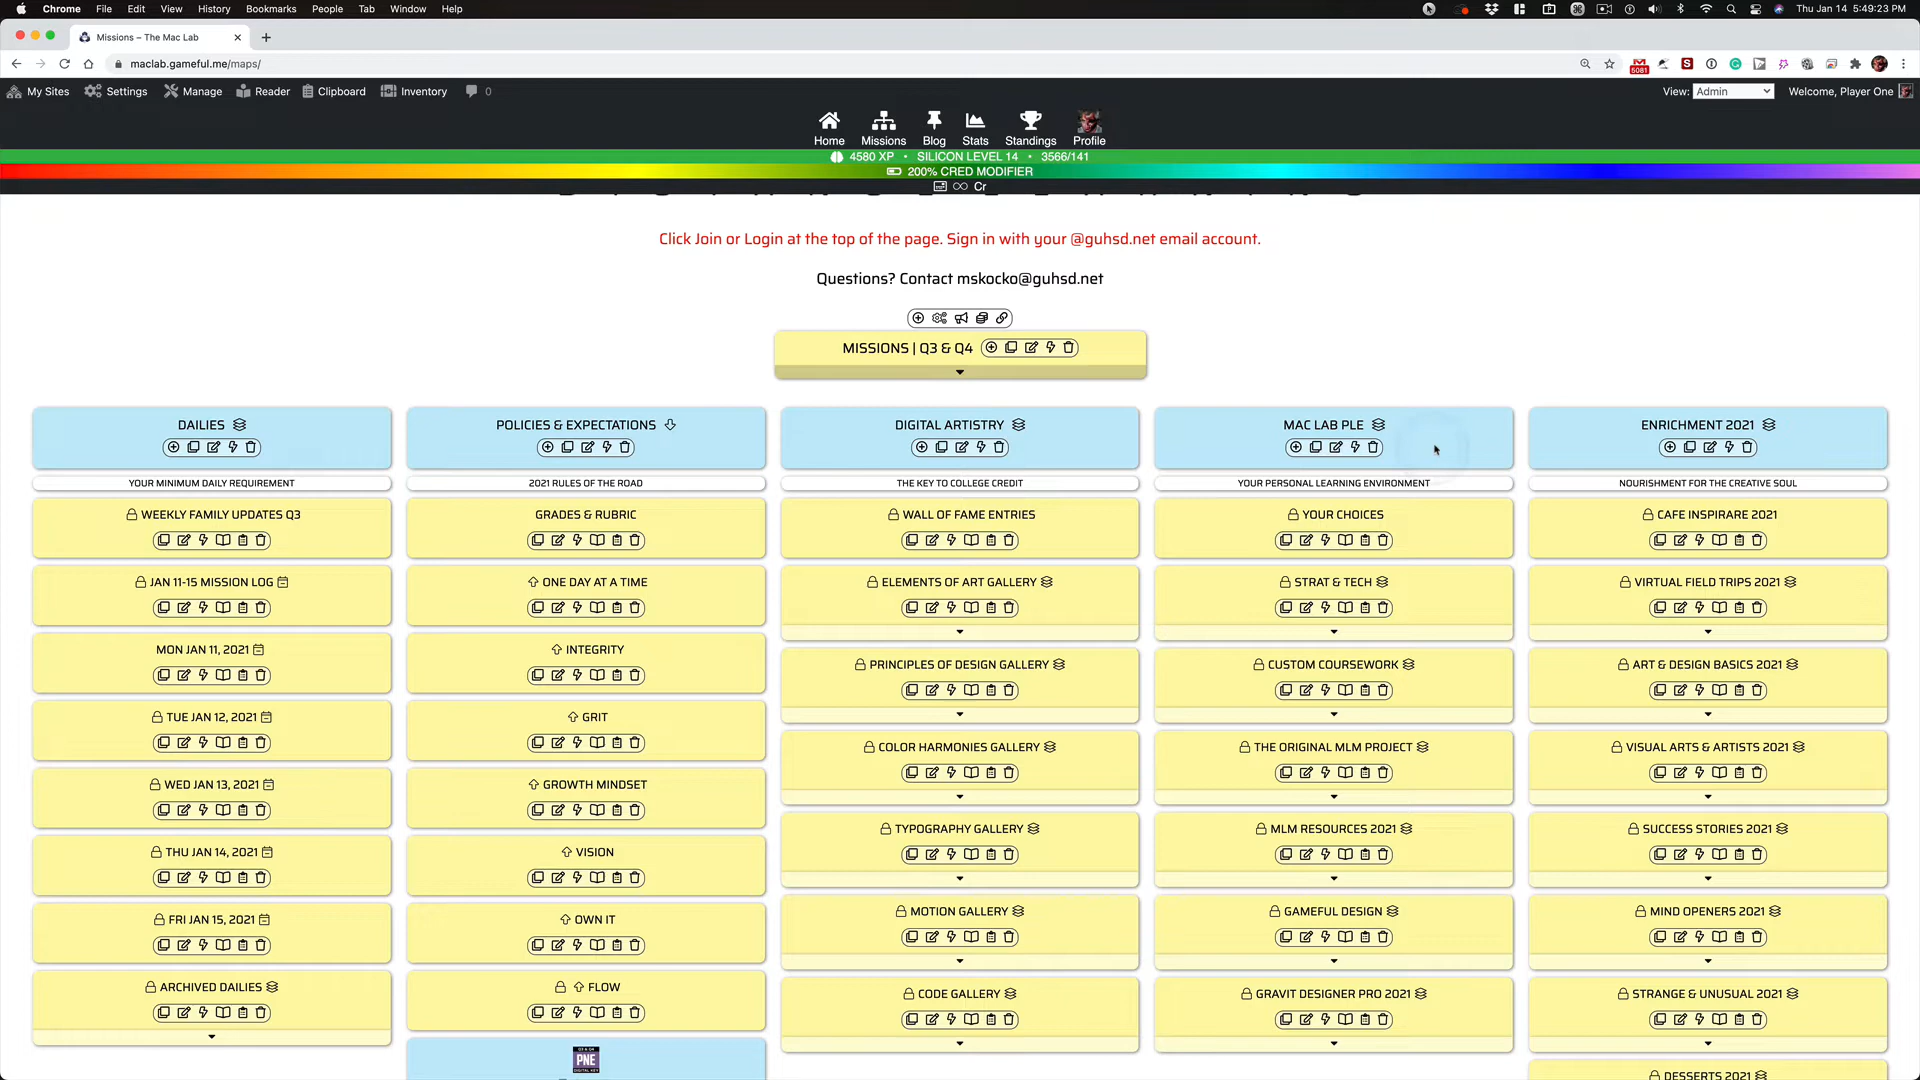 Chrome File Edit View History Bookmarks People Tab Window Help
Thu Jan 14 5:49:23 PM
Missions – The Mac Lab
maclab.gameful.me/maps/
5081
My Sites Settings Manage Reader Clipboard Inventory 0
View: Admin Welcome, Player One
Home Missions Blog Stats Standings Profile
4580 XP • SILICON LEVEL 14 • 3566/141
200% CRED MODIFIER
Cr
Click Join or Login at the top of the page. Sign in with your @guhsd.net email account.
Questions? Contact mskocko@guhsd.net
MISSIONS | Q3 & Q4
DAILIES
YOUR MINIMUM DAILY REQUIREMENT
WEEKLY FAMILY UPDATES Q3
JAN 11-15 MISSION LOG
MON JAN 11, 2021
TUE JAN 12, 2021
WED JAN 13, 2021
THU JAN 14, 2021
FRI JAN 15, 2021
ARCHIVED DAILIES
POLICIES & EXPECTATIONS
2021 RULES OF THE ROAD
GRADES & RUBRIC
ONE DAY AT A TIME
INTEGRITY
GRIT
GROWTH MINDSET
VISION
OWN IT
FLOW
PNE
DIGITAL KEY
DIGITAL ARTISTRY
THE KEY TO COLLEGE CREDIT
WALL OF FAME ENTRIES
ELEMENTS OF ART GALLERY
PRINCIPLES OF DESIGN GALLERY
COLOR HARMONIES GALLERY
TYPOGRAPHY GALLERY
MOTION GALLERY
CODE GALLERY
MAC LAB PLE
YOUR PERSONAL LEARNING ENVIRONMENT
YOUR CHOICES
STRAT & TECH
CUSTOM COURSEWORK
THE ORIGINAL MLM PROJECT
MLM RESOURCES 2021
GAMEFUL DESIGN
GRAVIT DESIGNER PRO 2021
ENRICHMENT 2021
NOURISHMENT FOR THE CREATIVE SOUL
CAFE INSPIRARE 2021
VIRTUAL FIELD TRIPS 2021
ART & DESIGN BASICS 2021
VISUAL ARTS & ARTISTS 2021
SUCCESS STORIES 2021
MIND OPENERS 2021
STRANGE & UNUSUAL 2021
DESSERTS 2021